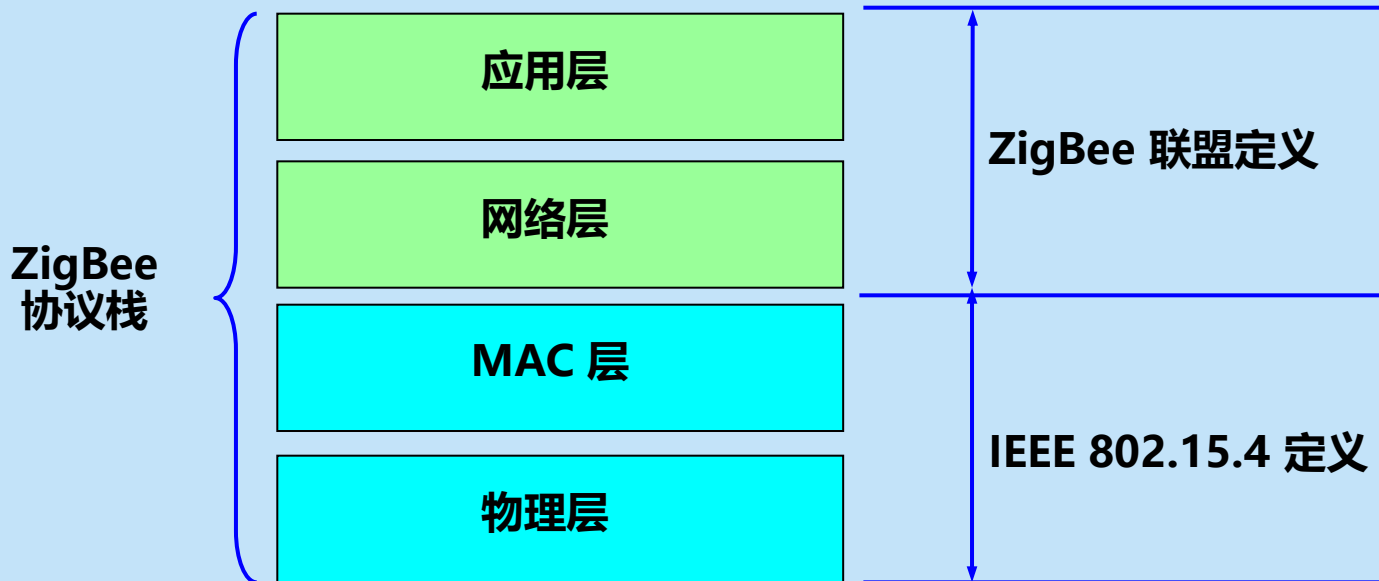 应用层
ZigBee 联盟定义
网络层
ZigBee
协议栈
MAC 层
IEEE 802.15.4 定义
物理层